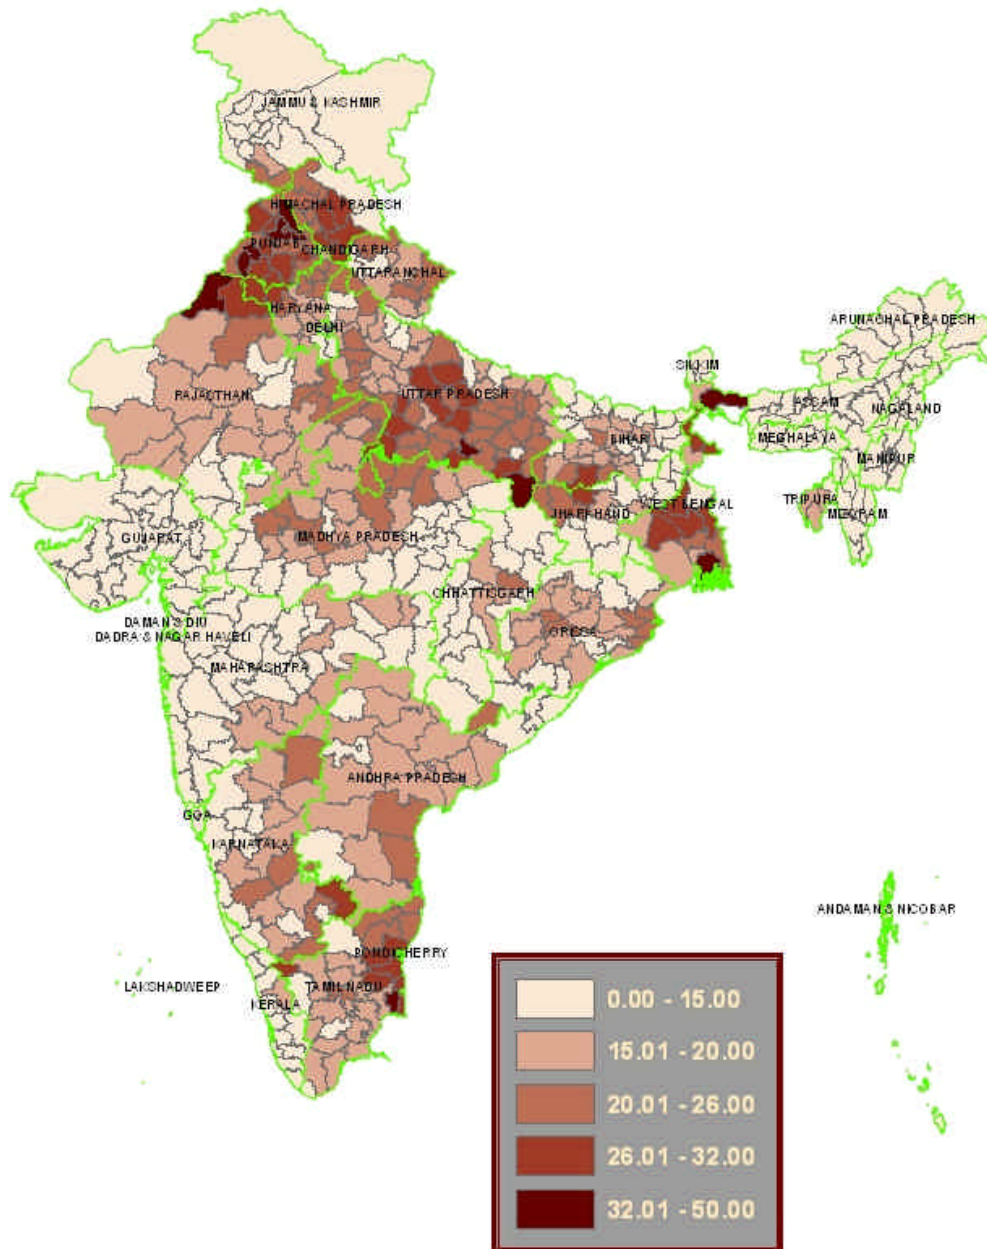 JAMMU & KASHMIR
HIMACHAL PRADESH
PUNJAB
CHANDIGARH
UTTARANCHAL
HARYANA
DELHI
ARUNACHAL PRADESH
SIKKIM
RAJASTHAN
UTTAR PRADESH
ASSAM
NAGALAND
BIHAR
MEGHALAYA
MANIPUR
TRIPURA
MIZORAM
WEST BENGAL
JHARKHAND
GUJARAT
MADHYA PRADESH
CHHATTISGARH
DAMAN & DIU
DADRA & NAGAR HAVELI
ORISSA
MAHARASHTRA
ANDHRA PRADESH
GOA
KARNATAKA
ANDAMAN & NICOBAR
PONDICHERRY
LAKSHADWEEP
TAMIL NADU
KERALA
0.00 - 15.00
15.01 - 20.00
20.01 - 26.00
26.01 - 32.00
32.01 - 50.00